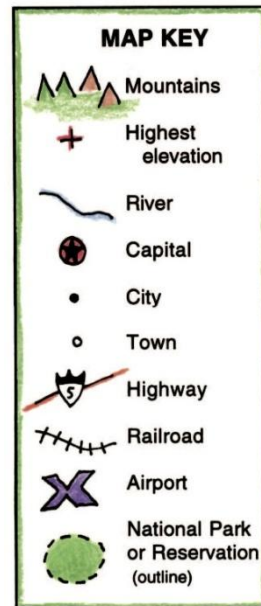 MAP KEY
Mountains
Highest
elevation
River
Capital
City
Town
5
Highway
Railroad
Airport
National Park
or Reservation
(outline)